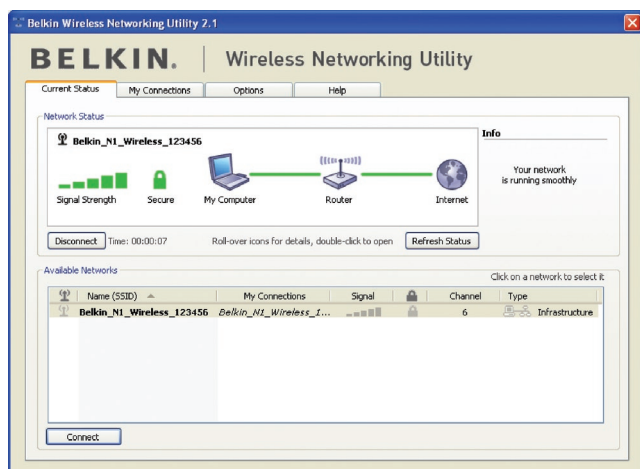 Belkin Wireless Networking Utility 2.1
BELKIN. | Wireless Networking Utility
Current Status My Connections Options Help
Network Status
Belkin_N1_Wireless_123456
Signal Strength Secure My Computer Router Internet
Info
Your network
is running smoothly
Disconnect Time: 00:00:07 Roll-over icons for details, double-click to open Refresh Status
Available Networks
Click on a network to select it
Name (SSID) My Connections Signal Channel Type
Belkin_N1_Wireless_123456 Belkin_N1_Wireless_1... 6 Infrastructure
Connect